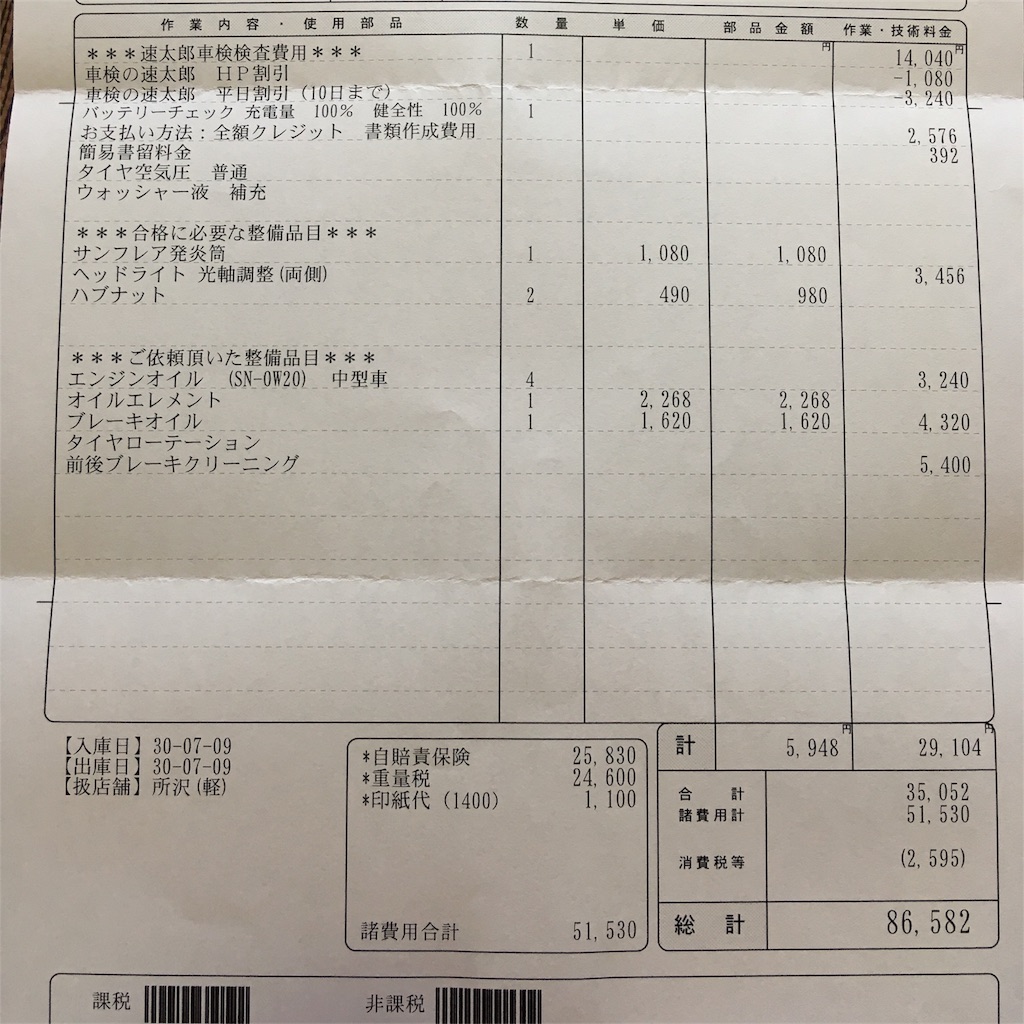 作業内容・使用部品 数量 単価 部品金額 作業・技術料金
円 円
＊＊＊速太郎車検検査費用＊＊＊ 1 14,040
車検の速太郎 ＨＰ割引 -1,080
車検の速太郎 平日割引（10日まで） -3,240
バッテリーチェック 充電量 100% 健全性 100% 1
お支払い方法：全額クレジット 書類作成費用 2,576
簡易書留料金 392
タイヤ空気圧 普通
ウォッシャー液 補充
＊＊＊合格に必要な整備品目＊＊＊
サンフレア発炎筒 1 1,080 1,080
ヘッドライト 光軸調整(両側) 3,456
ハブナット 2 490 980
＊＊＊ご依頼頂いた整備品目＊＊＊
エンジンオイル (SN-0W20) 中型車 4 3,240
オイルエレメント 1 2,268 2,268
ブレーキオイル 1 1,620 1,620 4,320
タイヤローテーション
前後ブレーキクリーニング 5,400
円 円
計 5,948 29,104
【入庫日】30-07-09
【出庫日】30-07-09
【扱店舗】所沢(軽)
*自賠責保険 25,830
*重量税 24,600
*印紙代（1400） 1,100
諸費用合計 51,530
合計 35,052
諸費用計 51,530
消費税等 (2,595)
総計 86,582
課税 非課税